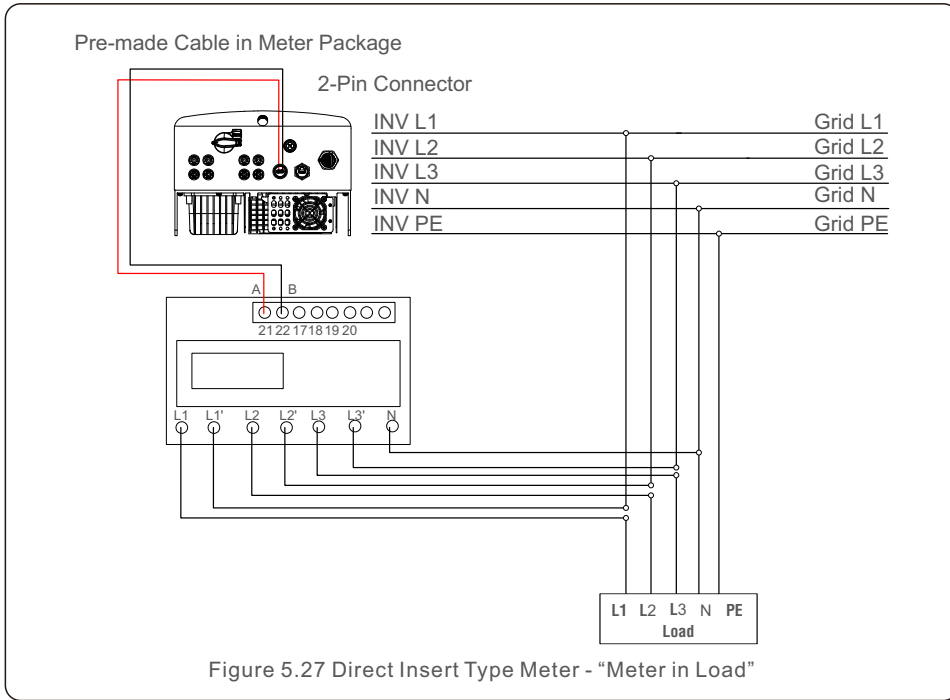 Pre-made Cable in Meter Package
2-Pin Connector
INV L1 Grid L1
INV L2 Grid L2
INV L3 Grid L3
INV N Grid N
INV PE Grid PE
A B
21 22 17 18 19 20
L1 L1' L2 L2' L3 L3' N
L1 L2 L3 N PE
Load
Figure 5.27 Direct Insert Type Meter - “Meter in Load”